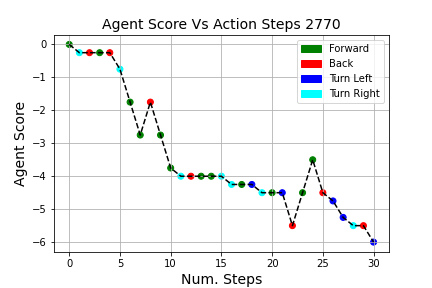 Agent Score Vs Action Steps 2770
Forward
Back
Turn Left
Turn Right
Agent Score
0
−1
−2
−3
−4
−5
−6
0 5 10 15 20 25 30
Num. Steps